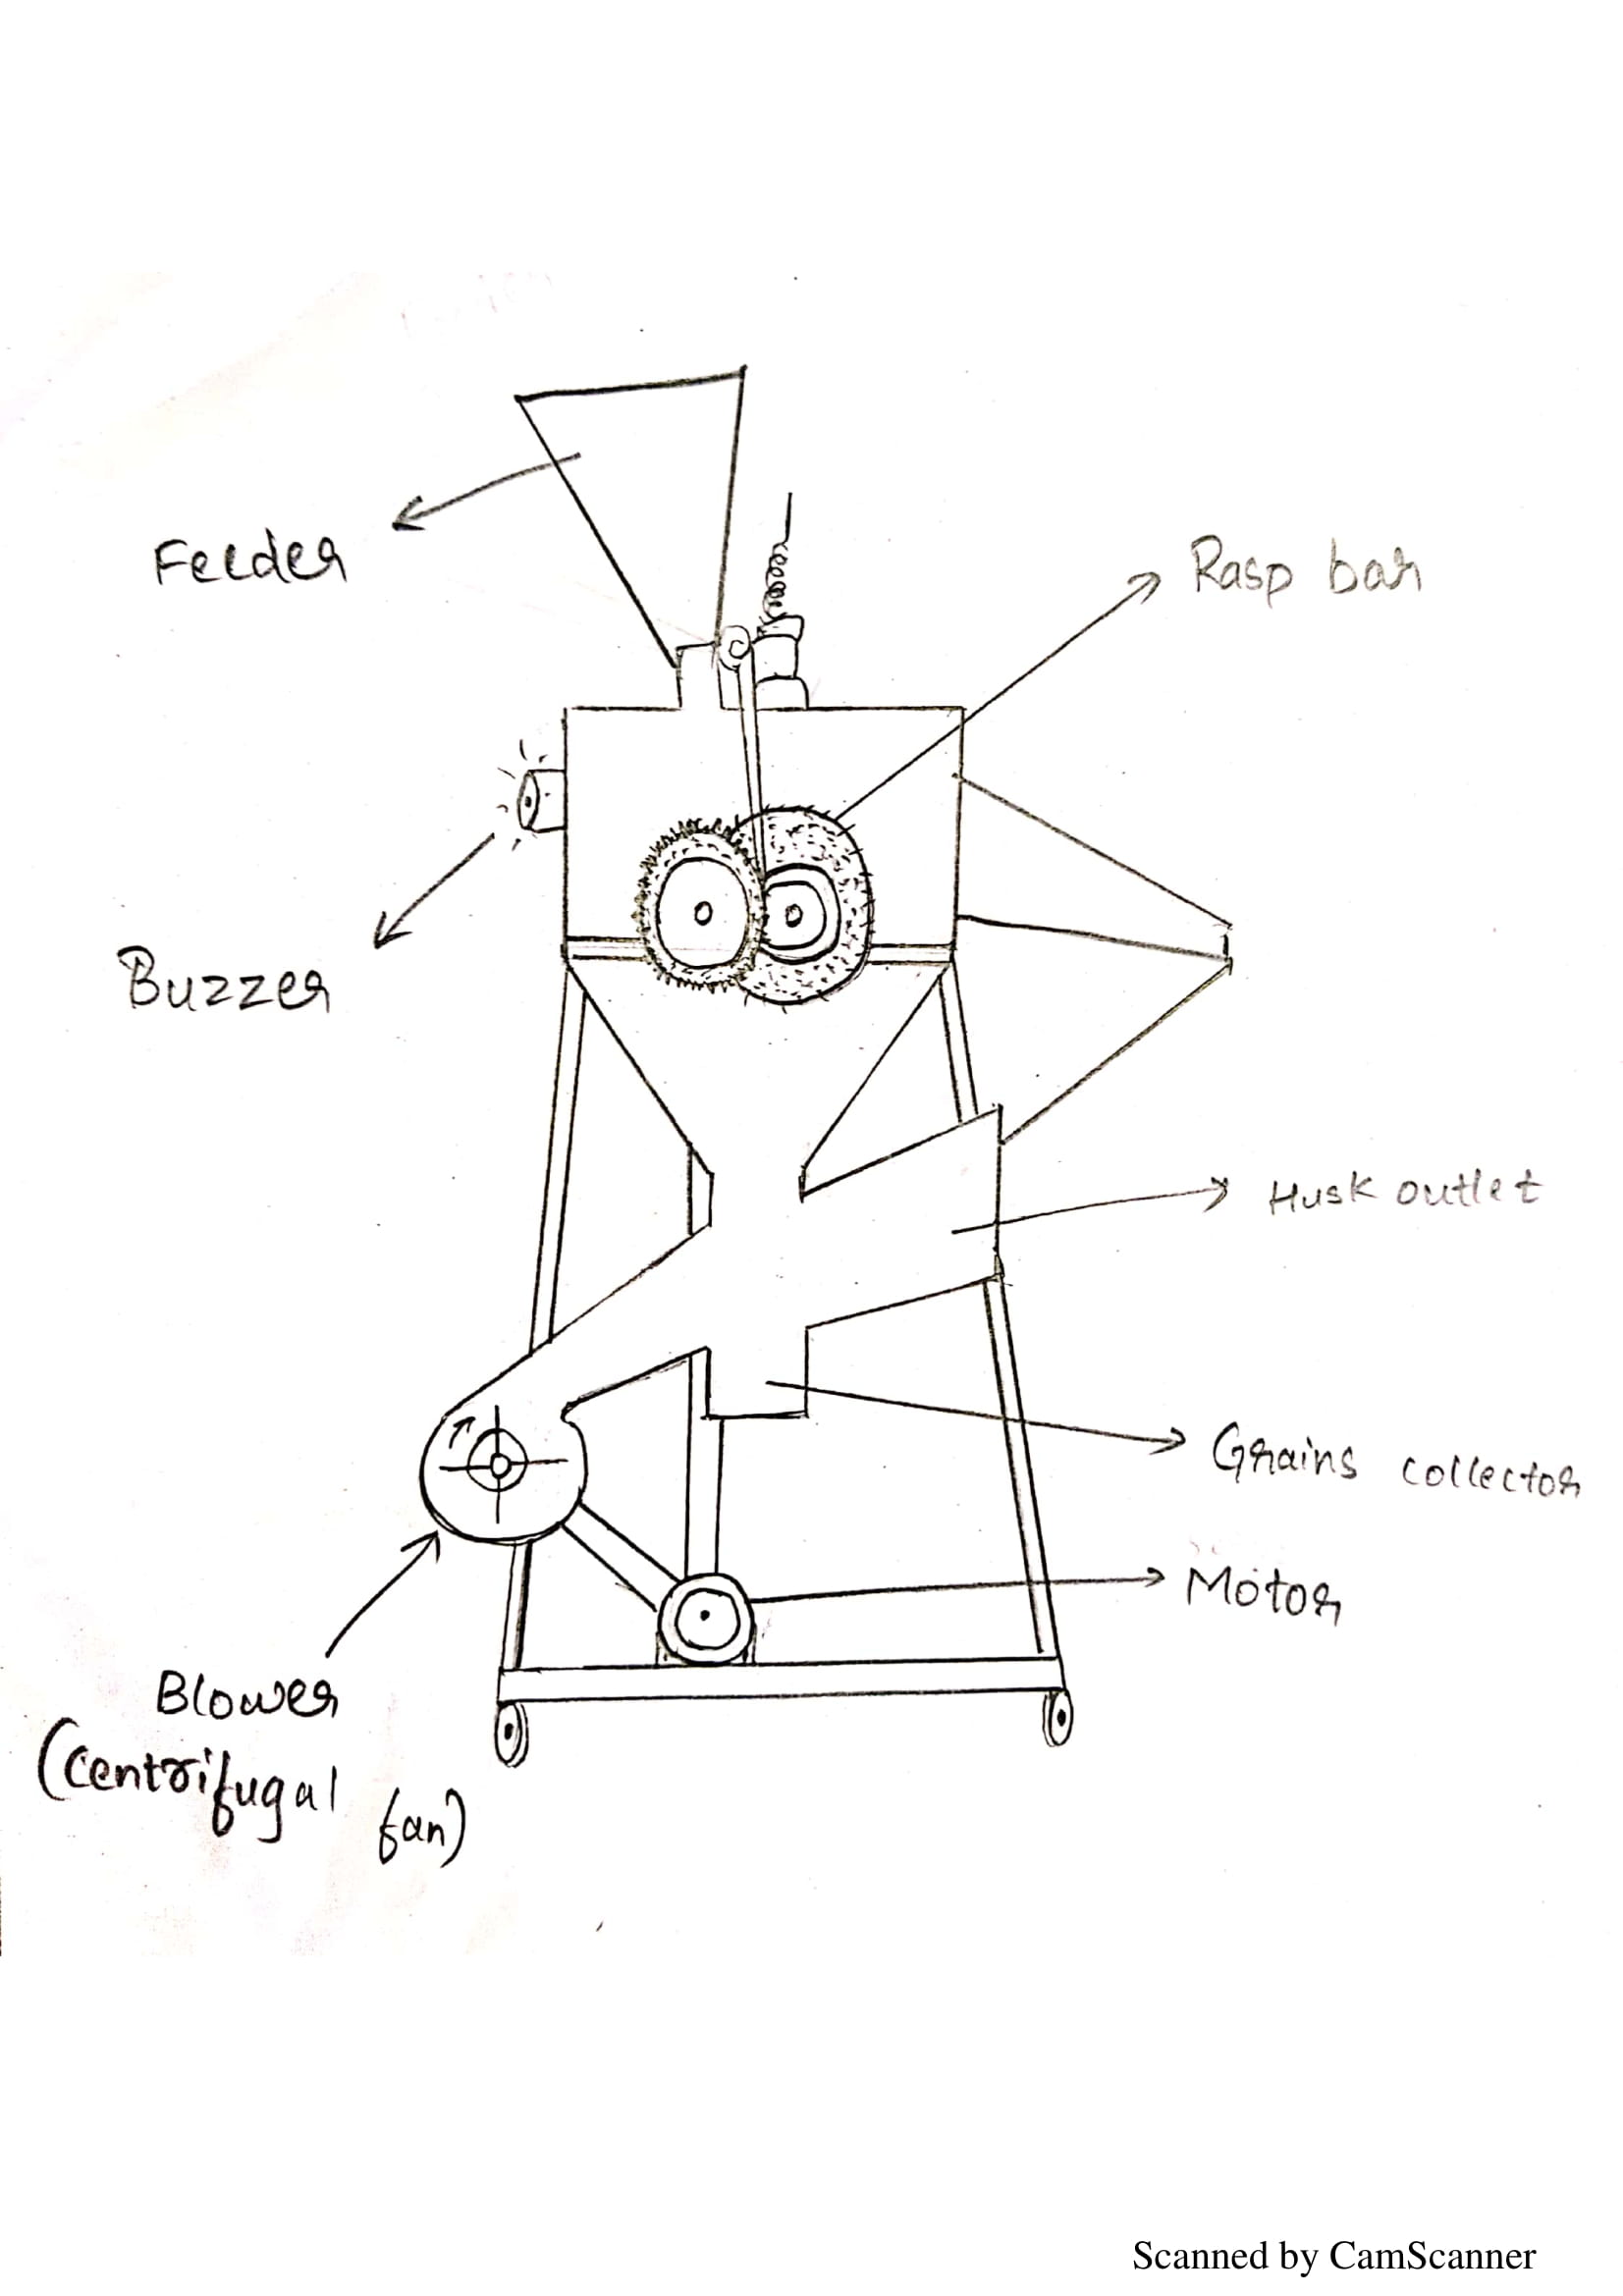 Feeder
Rasp bar
Buzzer
Husk outlet
Grains collector
Motor
Blower
(Centrifugal fan)
Scanned by CamScanner